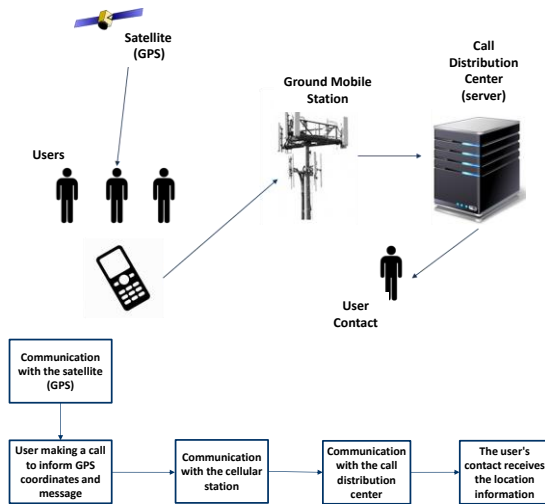 Satellite
(GPS)
Call
Distribution
Center
(server)
Ground Mobile
Station
Users
User
Contact
Communication
with the satellite
(GPS)
User making a call
to inform GPS
coordinates and
message
Communication
with the cellular
station
Communication
with the call
distribution
center
The user's
contact receives
the location
information